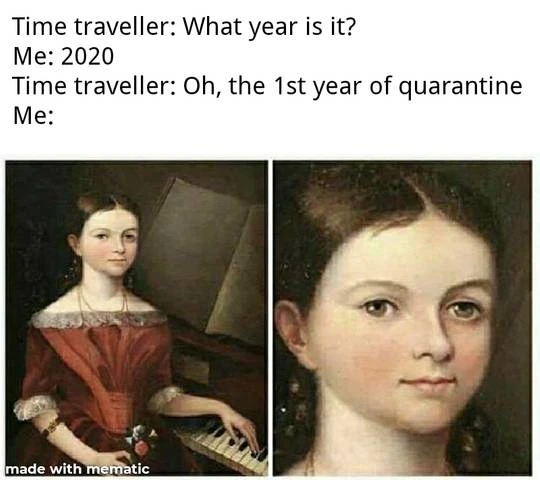 Time traveller: What year is it?
Me: 2020
Time traveller: Oh, the 1st year of quarantine
Me:
made with mematic